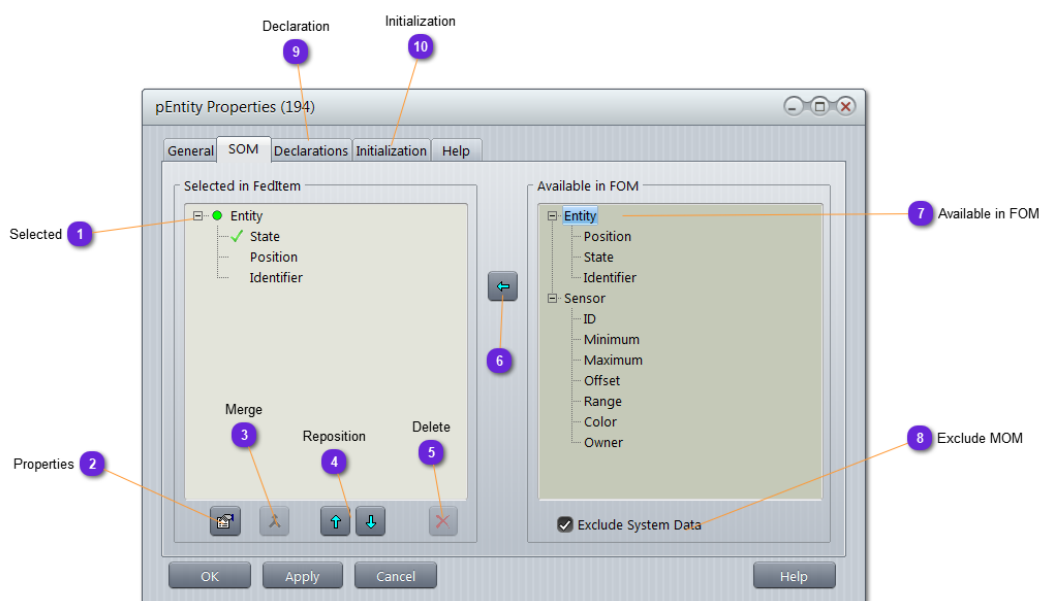 Initialization
Declaration
10
9
pEntity Properties (194)
General SOM Declarations Initialization Help
Selected in FedItem
Entity
State
Position
Identifier
Selected 1
Available in FOM
Entity
Position
State
Identifier
Sensor
ID
Minimum
Maximum
Offset
Range
Color
Owner
7 Available in FOM
6
Merge
3
Reposition
4
Delete
5
Properties 2
8 Exclude MOM
Exclude System Data
OK Apply Cancel Help